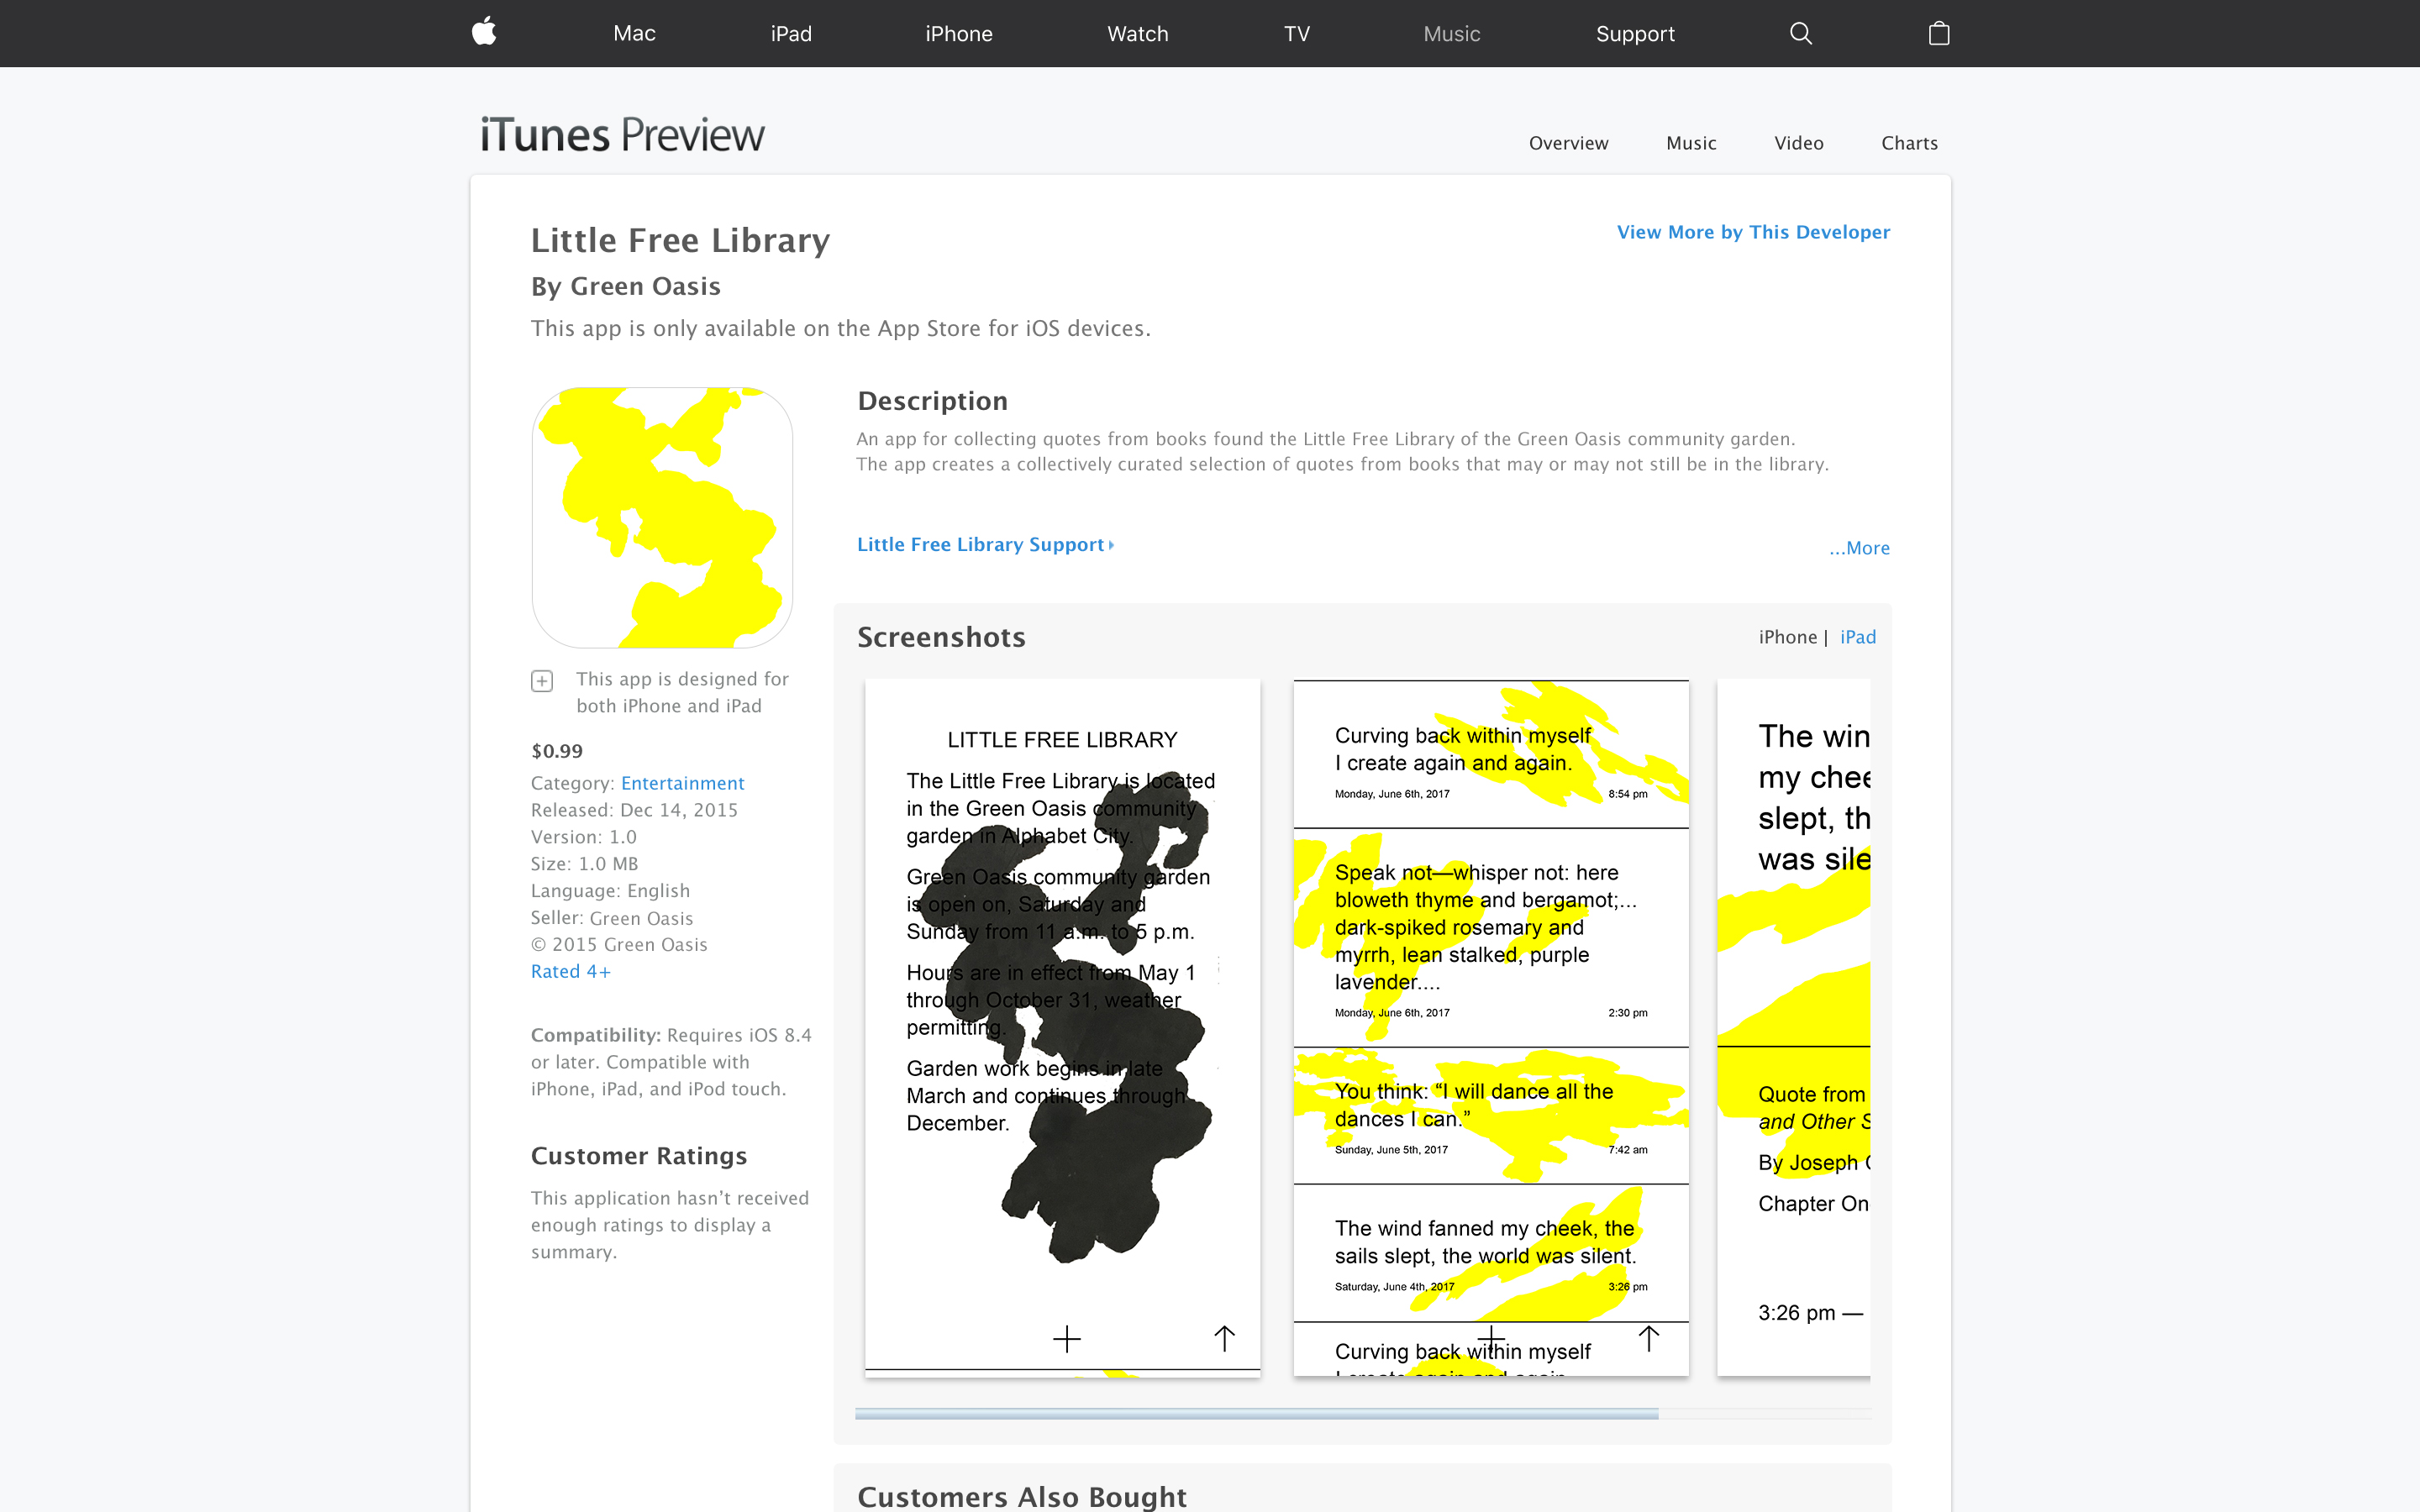 Mac iPad iPhone Watch TV Music Support
iTunes Preview
Overview Music Video Charts
Little Free Library
View More by This Developer
By Green Oasis
This app is only available on the App Store for iOS devices.
Description
An app for collecting quotes from books found the Little Free Library of the Green Oasis community garden.
The app creates a collectively curated selection of quotes from books that may or may not still be in the library.
Little Free Library Support
...More
This app is designed for
both iPhone and iPad
$0.99
Category: Entertainment
Released: Dec 14, 2015
Version: 1.0
Size: 1.0 MB
Language: English
Seller: Green Oasis
© 2015 Green Oasis
Rated 4+
Compatibility: Requires iOS 8.4
or later. Compatible with
iPhone, iPad, and iPod touch.
Customer Ratings
This application hasn’t received
enough ratings to display a
summary.
Screenshots
iPhone | iPad
LITTLE FREE LIBRARY
The Little Free Library is located
in the Green Oasis community
garden in Alphabet City.
Green Oasis community garden
is open on, Saturday and
Sunday from 11 a.m. to 5 p.m.
Hours are in effect from May 1
through October 31, weather
permitting.
Garden work begins in late
March and continues through
December.
Curving back within myself
I create again and again.
Monday, June 6th, 2017 8:54 pm
Speak not—whisper not: here
bloweth thyme and bergamot;...
dark-spiked rosemary and
myrrh, lean stalked, purple
lavender....
Monday, June 6th, 2017 2:30 pm
You think: “I will dance all the
dances I can.”
Sunday, June 5th, 2017 7:42 am
The wind fanned my cheek, the
sails slept, the world was silent.
Saturday, June 4th, 2017 3:26 pm
Curving back within myself
I create again and again.
The win
my chee
slept, th
was sile
Quote from
and Other S
By Joseph C
Chapter On
3:26 pm —
Customers Also Bought